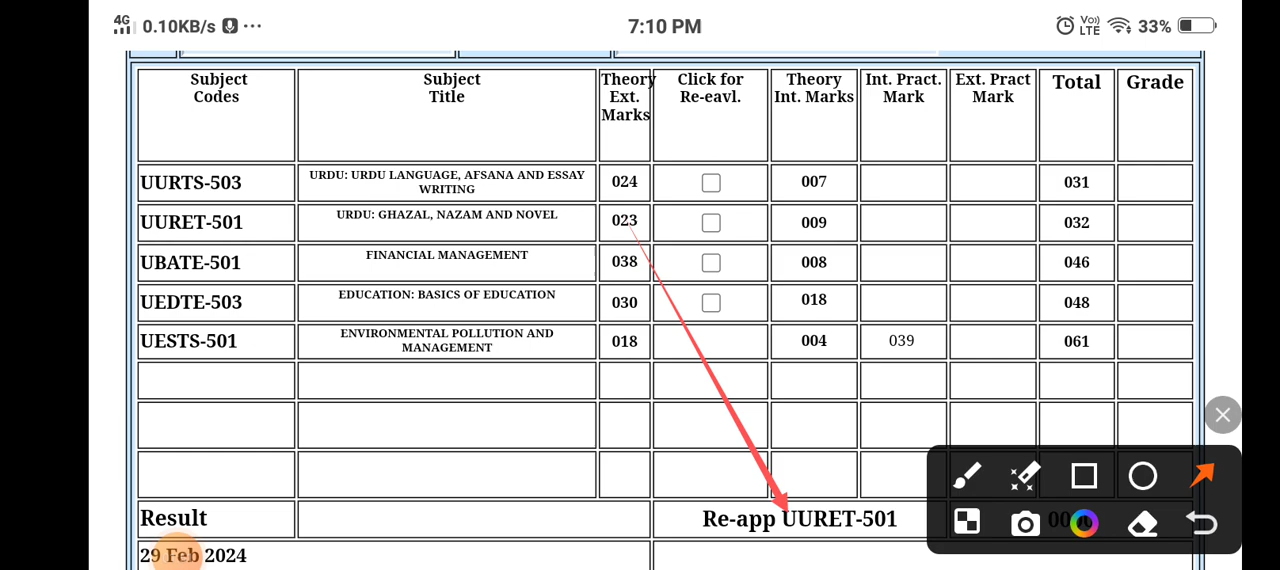 4G 0.10KB/s ... 7:10 PM Vo) LTE 33%
Subject Codes Subject Title Theory Ext. Marks Click for Re-eavl. Theory Int. Marks Int. Pract. Mark Ext. Pract Mark Total Grade
UURTS-503 URDU: URDU LANGUAGE, AFSANA AND ESSAY WRITING 024 007 031
UURET-501 URDU: GHAZAL, NAZAM AND NOVEL 023 009 032
UBATE-501 FINANCIAL MANAGEMENT 038 008 046
UEDTE-503 EDUCATION: BASICS OF EDUCATION 030 018 048
UESTS-501 ENVIRONMENTAL POLLUTION AND MANAGEMENT 018 004 039 061
Result Re-app UURET-501
29 Feb 2024